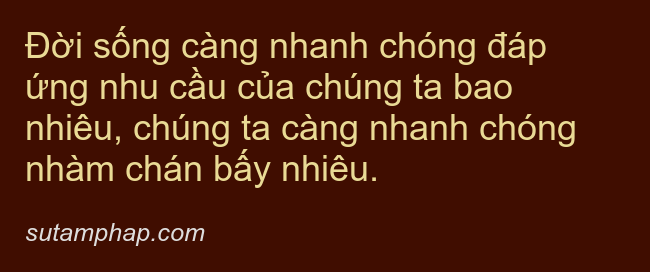 Đời sống càng nhanh chóng đáp
ứng nhu cầu của chúng ta bao
nhiêu, chúng ta càng nhanh chóng
nhàm chán bấy nhiêu.
sutamphap.com